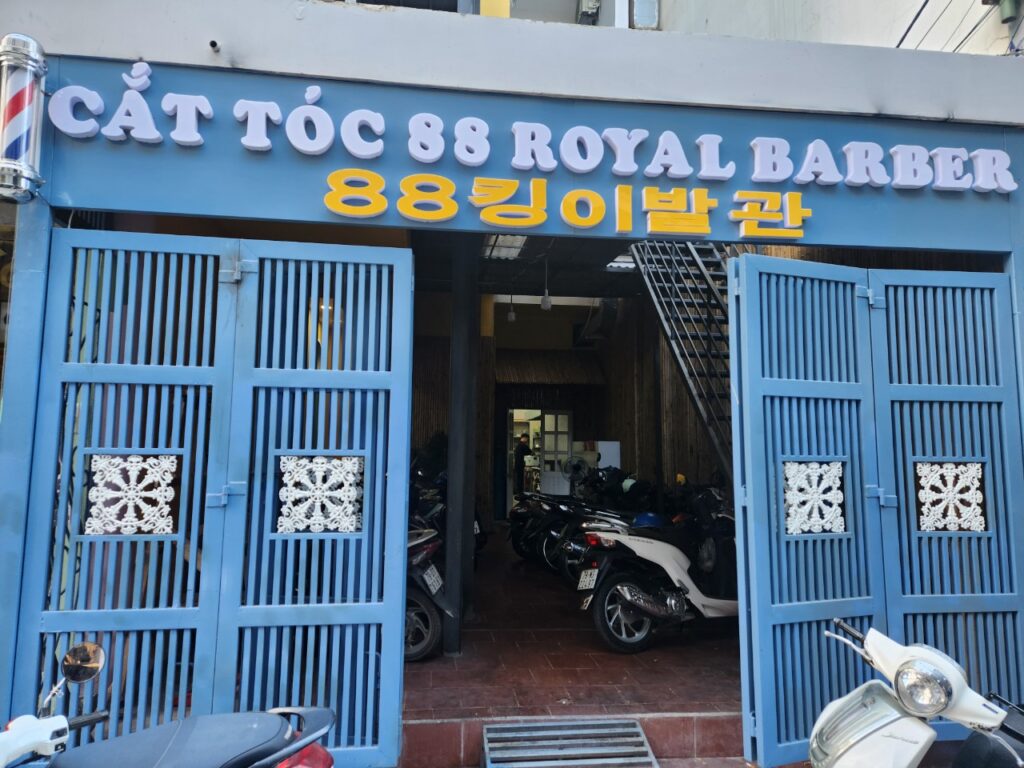 CẮT TÓC 88 ROYAL BARBER
88킹이발관